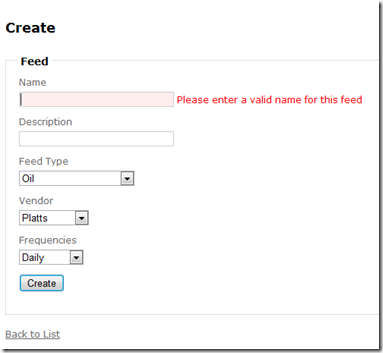 Create
Feed
Name
Please enter a valid name for this feed
Description
Feed Type
Oil
Vendor
Platts
Frequencies
Daily
Create
Back to List